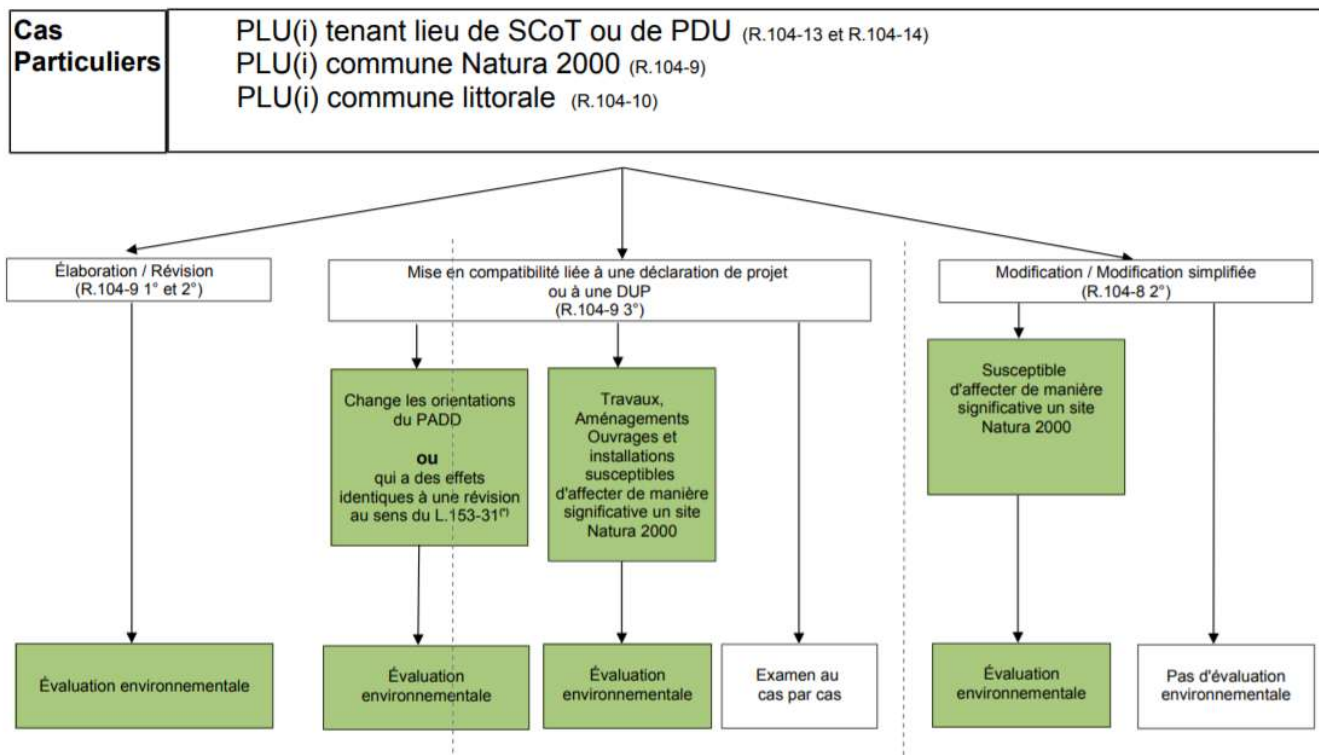 Cas
Particuliers
PLU(i) tenant lieu de SCoT ou de PDU (R.104-13 et R.104-14)
PLU(i) commune Natura 2000 (R.104-9)
PLU(i) commune littorale (R.104-10)
Élaboration / Révision
(R.104-9 1° et 2°)
Mise en compatibilité liée à une déclaration de projet
ou à une DUP
(R.104-9 3°)
Modification / Modification simplifiée
(R.104-8 2°)
Change les orientations
du PADD
ou
qui a des effets
identiques à une révision
au sens du L.153-31(*)
Travaux,
Aménagements
Ouvrages et
installations
susceptibles
d'affecter de manière
significative un site
Natura 2000
Susceptible
d'affecter de manière
significative un site
Natura 2000
Évaluation environnementale
Évaluation
environnementale
Évaluation
environnementale
Examen au
cas par cas
Évaluation
environnementale
Pas d'évaluation
environnementale